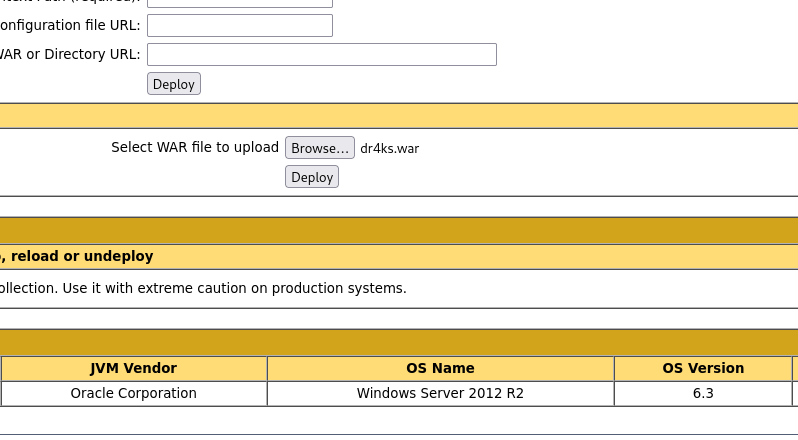 onfiguration file URL:
WAR or Directory URL:
Deploy
Select WAR file to upload Browse... dr4ks.war
Deploy
, reload or undeploy
ollection. Use it with extreme caution on production systems.
JVM Vendor OS Name OS Version
Oracle Corporation Windows Server 2012 R2 6.3